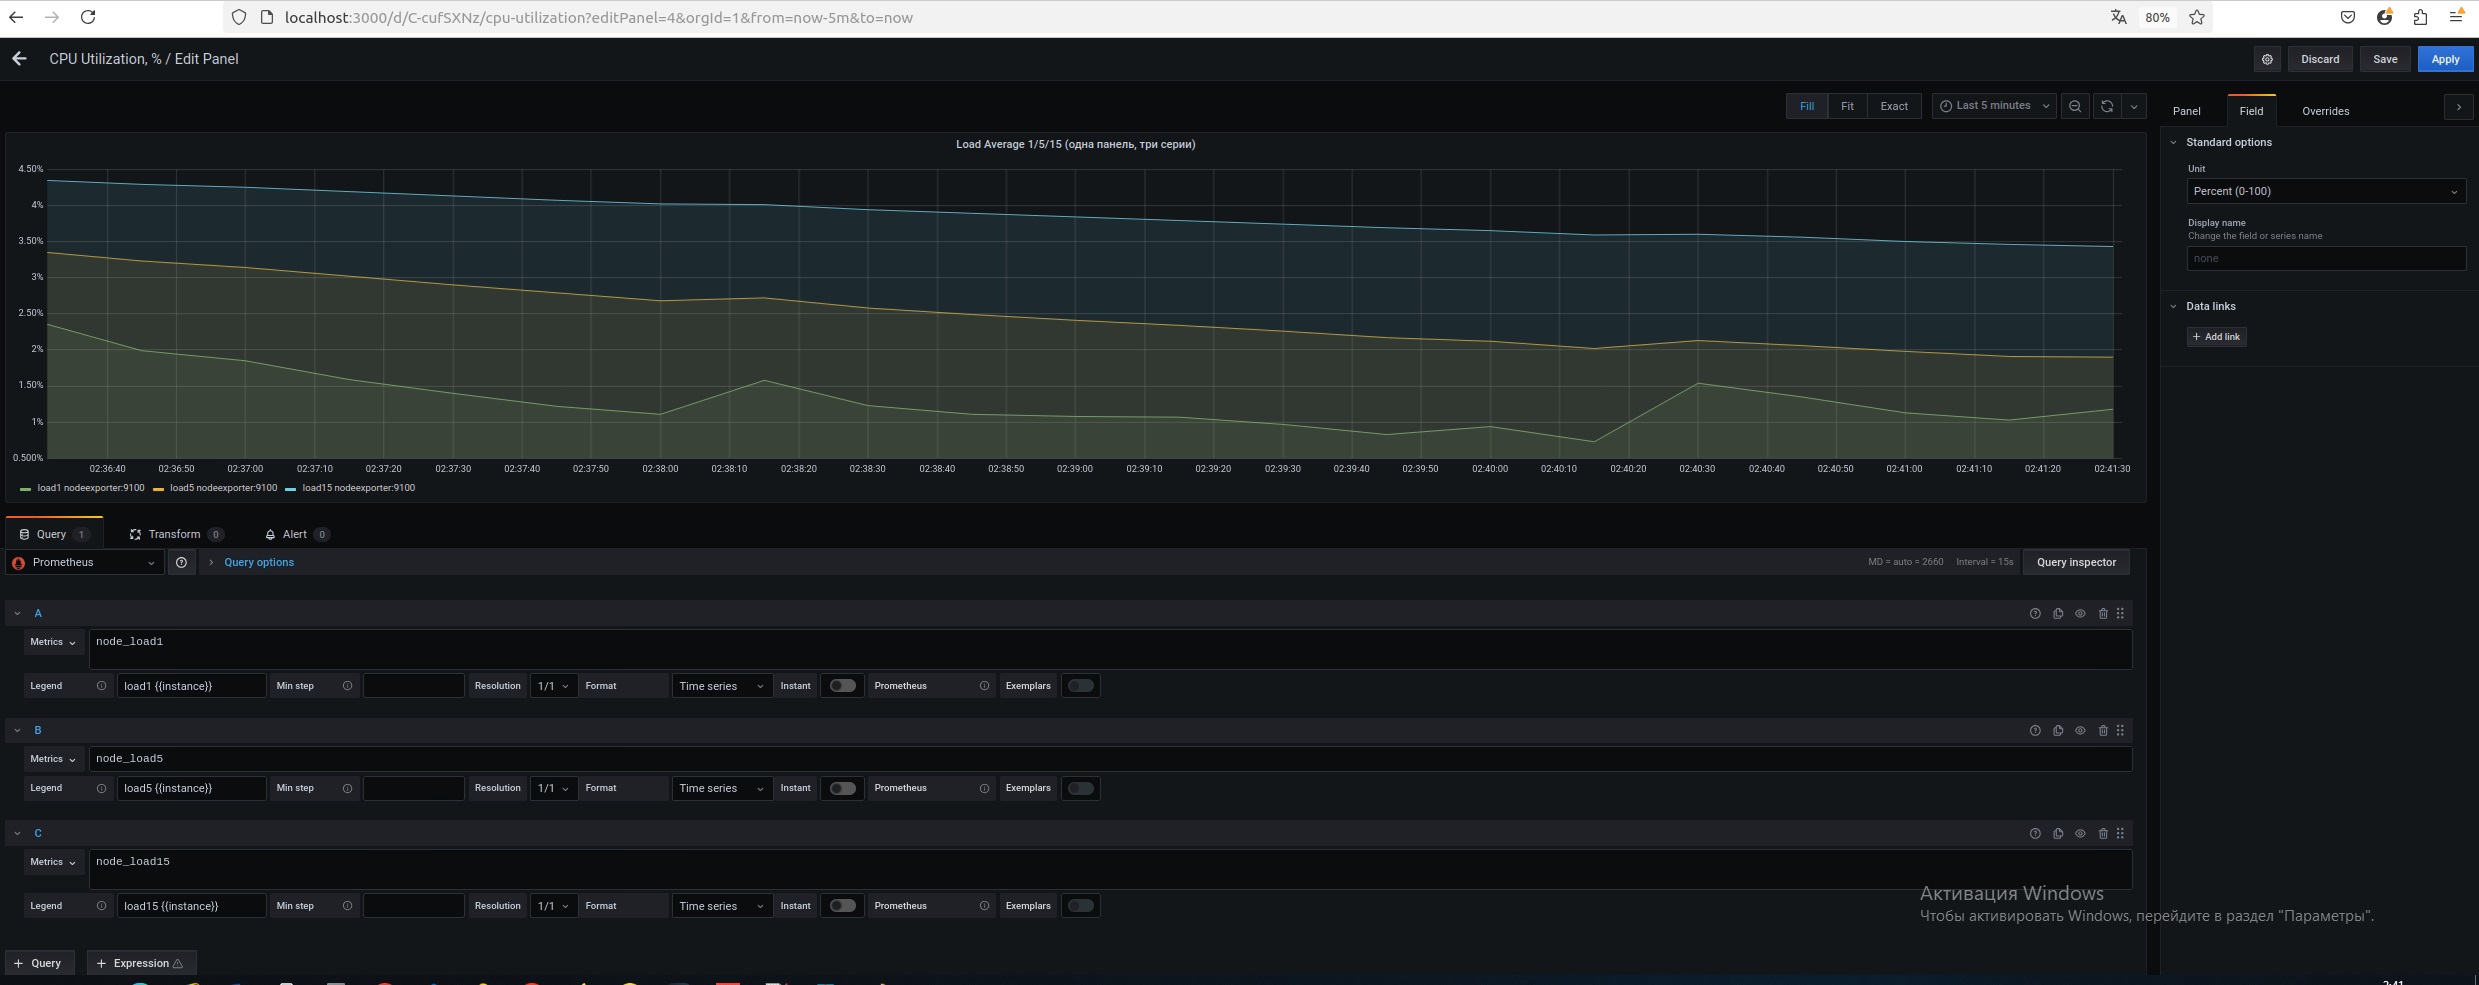 localhost:3000/d/C-cufSXNz/cpu-utilization?editPanel=4&orgId=1&from=now-5m&to=now
80%
CPU Utilization, % / Edit Panel
Discard
Save
Apply
Fill
Fit
Exact
Last 5 minutes
Panel
Field
Overrides
Load Average 1/5/15 (одна панель, три серии)
4.50%
4%
3.50%
3%
2.50%
2%
1.50%
1%
0.500%
02:36:40 02:36:50 02:37:00 02:37:10 02:37:20 02:37:30 02:37:40 02:37:50 02:38:00 02:38:10 02:38:20 02:38:30 02:38:40 02:38:50 02:39:00 02:39:10 02:39:20 02:39:30 02:39:40 02:39:50 02:40:00 02:40:10 02:40:20 02:40:30 02:40:40 02:40:50 02:41:00 02:41:10 02:41:20 02:41:30
load1 nodeexporter:9100 load5 nodeexporter:9100 load15 nodeexporter:9100
Standard options
Unit
Percent (0-100)
Display name
Change the field or series name
none
Data links
+ Add link
Query 1
Transform 0
Alert 0
Prometheus
Query options
MD = auto = 2660 Interval = 15s
Query inspector
A
Metrics
node_load1
Legend load1 {{instance}} Min step Resolution 1/1 Format Time series Instant Prometheus Exemplars
B
Metrics
node_load5
Legend load5 {{instance}} Min step Resolution 1/1 Format Time series Instant Prometheus Exemplars
C
Metrics
node_load15
Legend load15 {{instance}} Min step Resolution 1/1 Format Time series Instant Prometheus Exemplars
+ Query
+ Expression
Активация Windows
Чтобы активировать Windows, перейдите в раздел "Параметры".